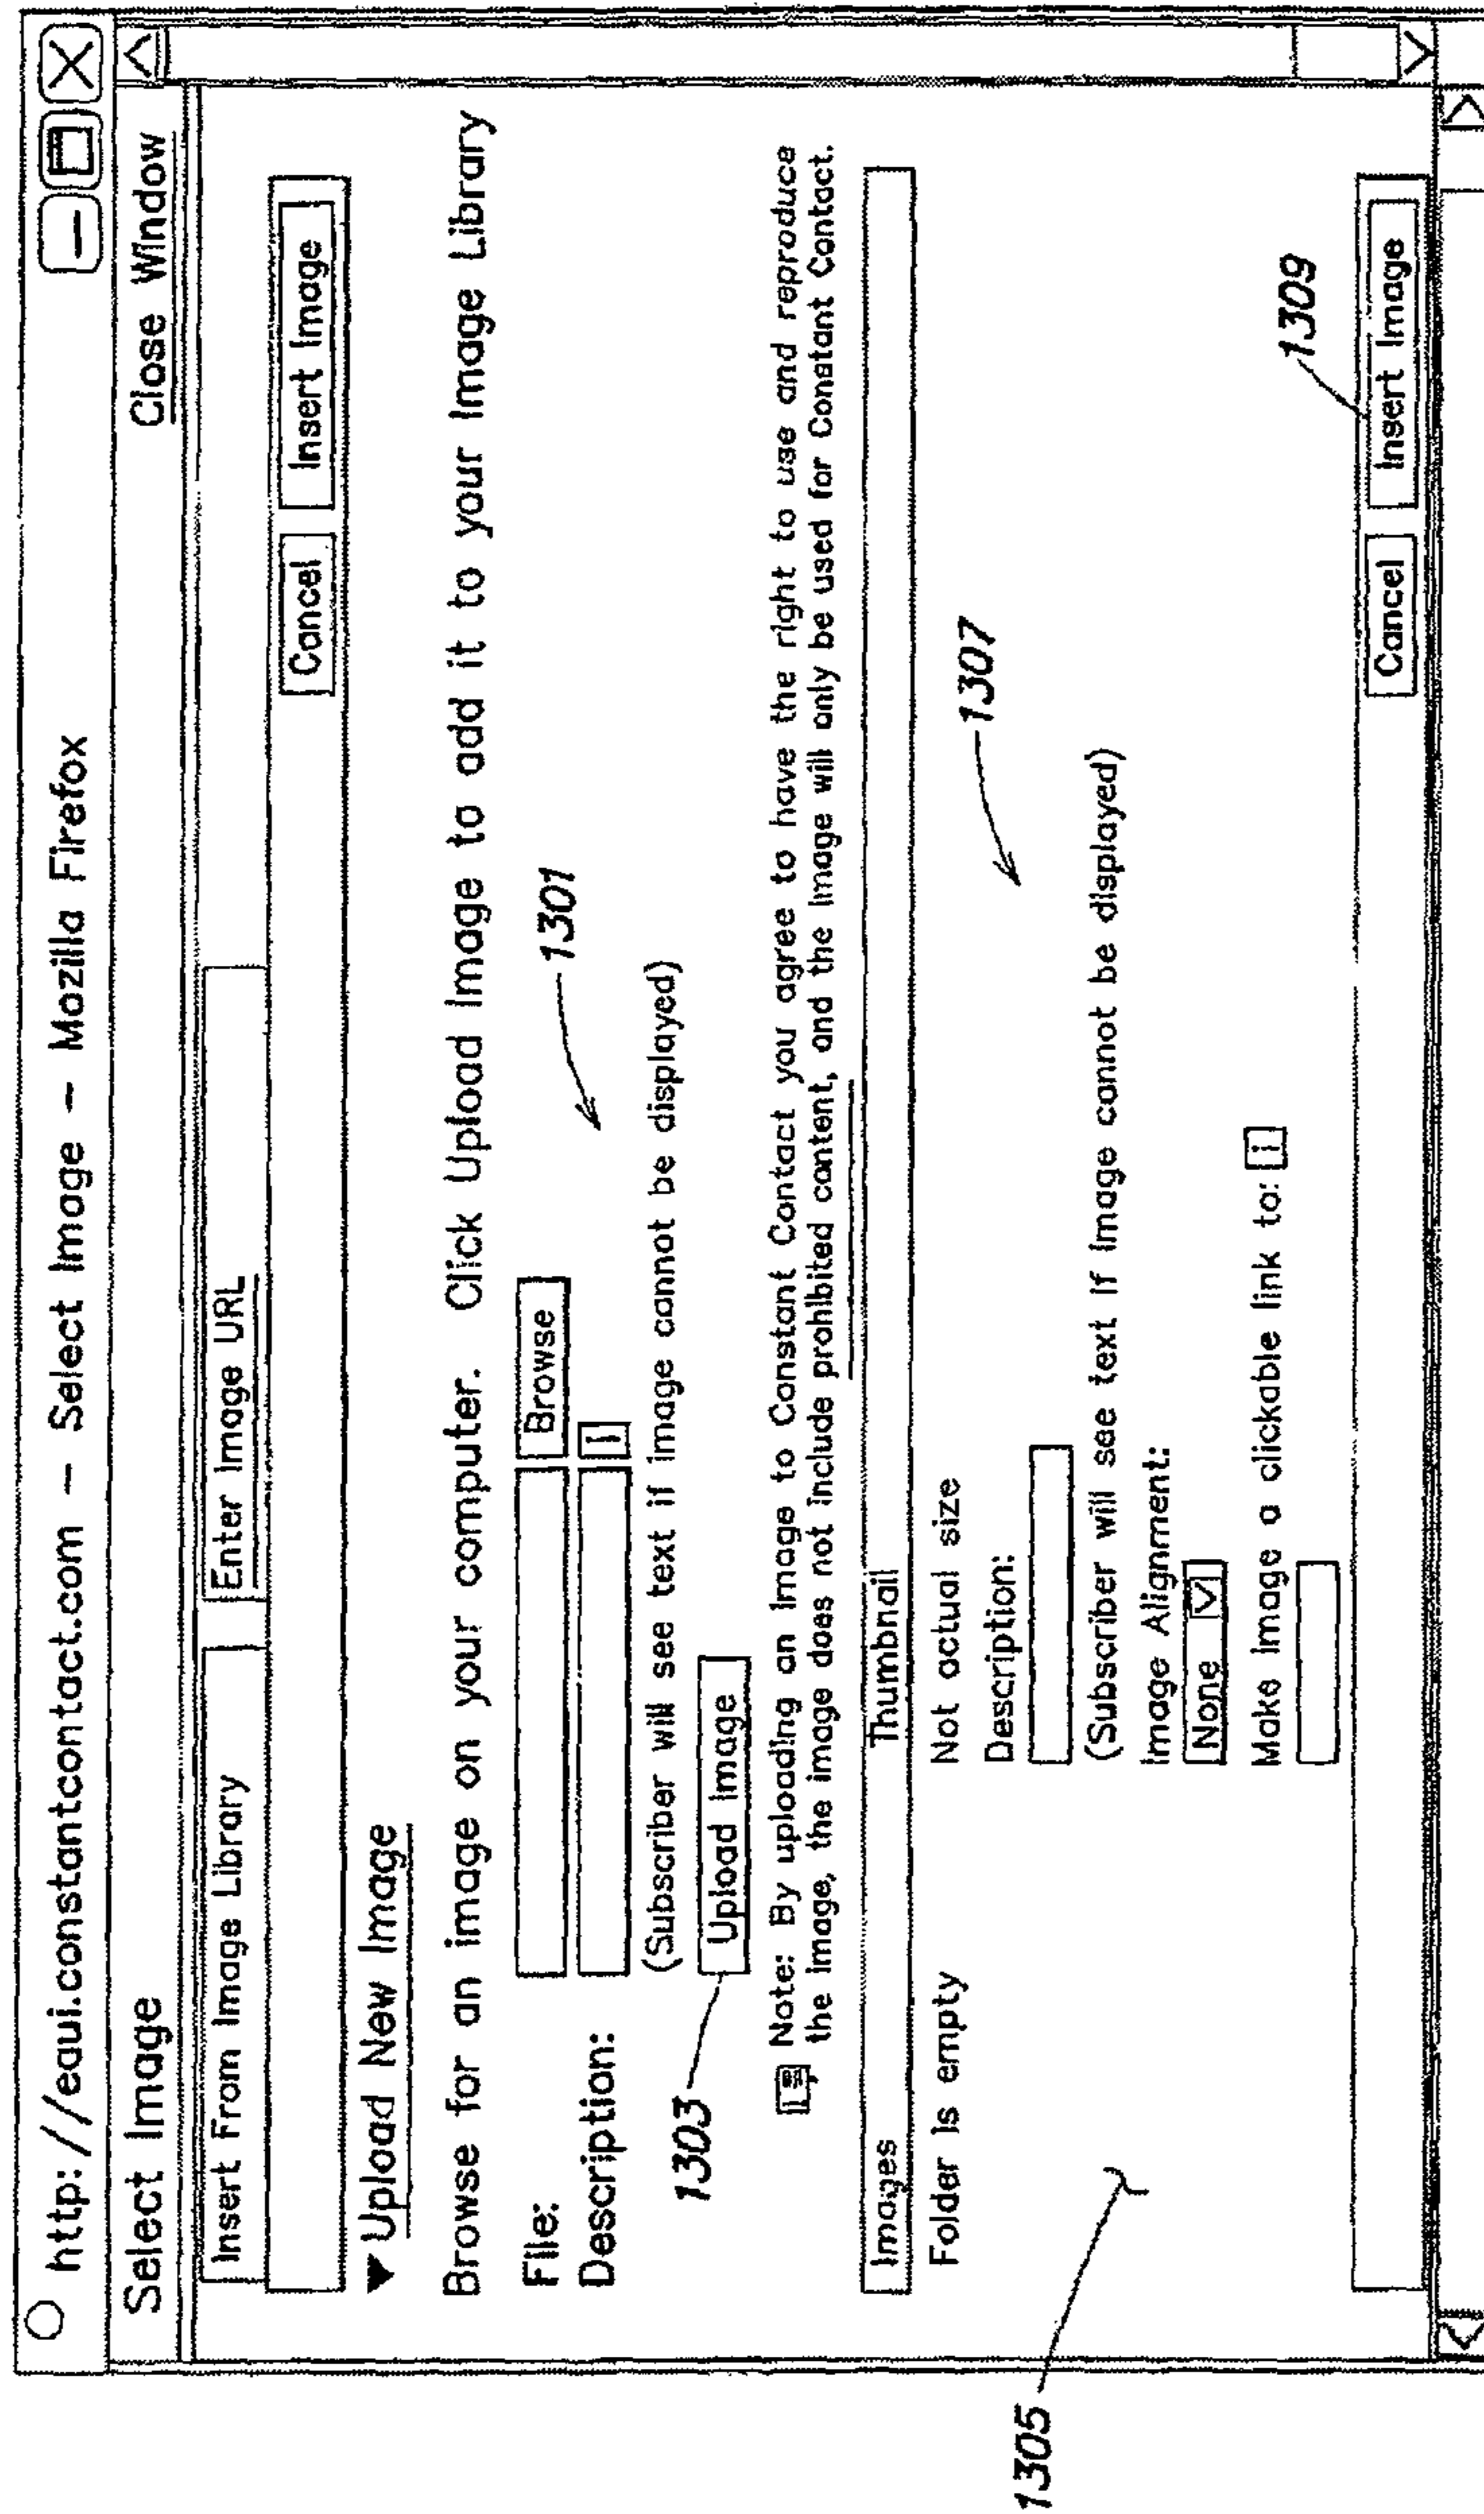 http://eaui.constantcontact.com – Select Image – Mozilla Firefox
Select Image
Close Window
Insert From Image Library
Enter Image URL
Cancel
Insert Image
Upload New Image
Browse for an image on your computer. Click Upload Image to add it to your Image Library
File:
Browse
1301
Description:
i
(Subscriber will see text if image cannot be displayed)
Upload Image
1303
Note: By uploading an image to Constant Contact you agree to have the right to use and reproduce
the image, the image does not include prohibited content, and the image will only be used for Constant Contact.
Images
Thumbnail
Folder is empty
Not actual size
1307
Description:
1305
(Subscriber will see text if image cannot be displayed)
Image Alignment:
None
Make image a clickable link to: i
1309
Cancel
Insert Image